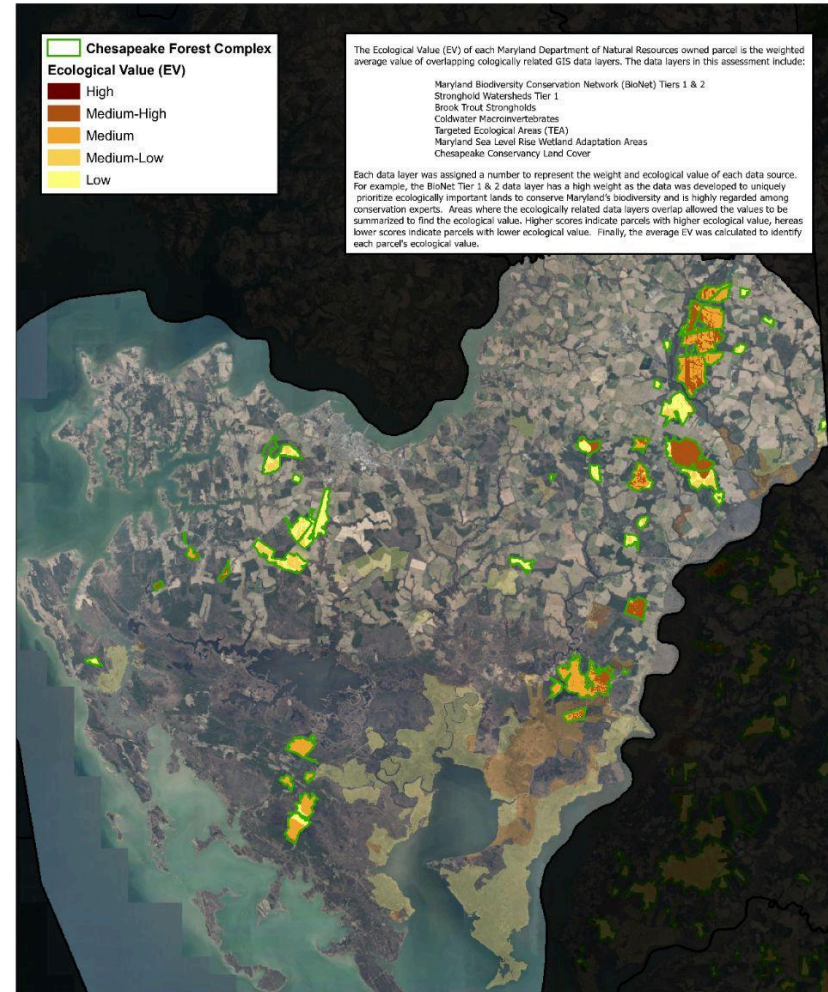 Chesapeake Forest Complex
Ecological Value (EV)
High
Medium-High
Medium
Medium-Low
Low
The Ecological Value (EV) of each Maryland Department of Natural Resources owned parcel is the weighted
average value of overlapping cologically related GIS data layers. The data layers in this assessment include:
Maryland Biodiversity Conservation Network (BioNet) Tiers 1 & 2
Stronghold Watersheds Tier 1
Brook Trout Strongholds
Coldwater Macroinvertebrates
Targeted Ecological Areas (TEA)
Maryland Sea Level Rise Wetland Adaptation Areas
Chesapeake Conservancy Land Cover
Each data layer was assigned a number to represent the weight and ecological value of each data source.
For example, the BioNet Tier 1 & 2 data layer has a high weight as the data was developed to uniquely
prioritize ecologically important lands to conserve Maryland's biodiversity and is highly regarded among
conservation experts. Areas where the ecologically related data layers overlap allowed the values to be
summarized to find the ecological value. Higher scores indicate parcels with higher ecological value, hereas
lower scores indicate parcels with lower ecological value. Finally, the average EV was calculated to identify
each parcel's ecological value.